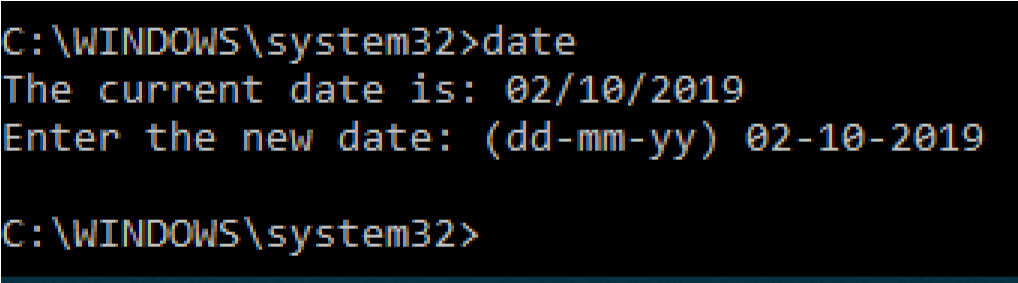 C:\WINDOWS\system32>date
The current date is: 02/10/2019
Enter the new date: (dd-mm-yy) 02-10-2019
C:\WINDOWS\system32>